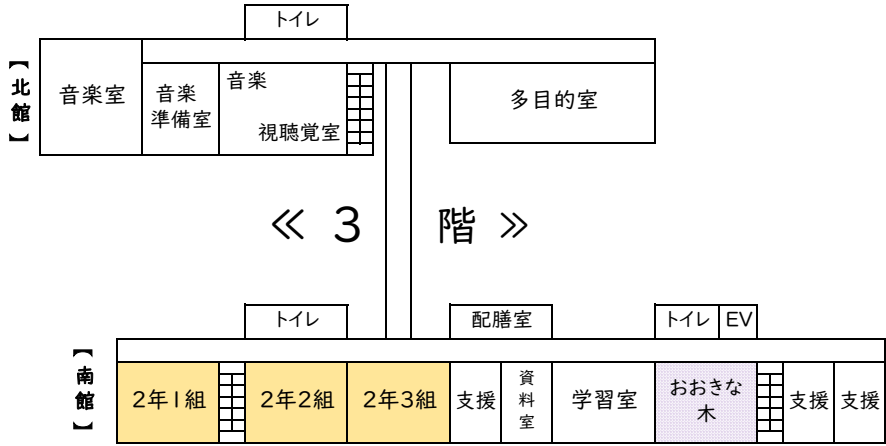 トイレ
【北館】
音楽室
音楽
準備室
音楽
視聴覚室
多目的室
≪ 3 階 ≫
トイレ
配膳室
トイレ
EV
【南館】
2年1組
2年2組
2年3組
支援
資料室
学習室
おおきな
木
支援
支援